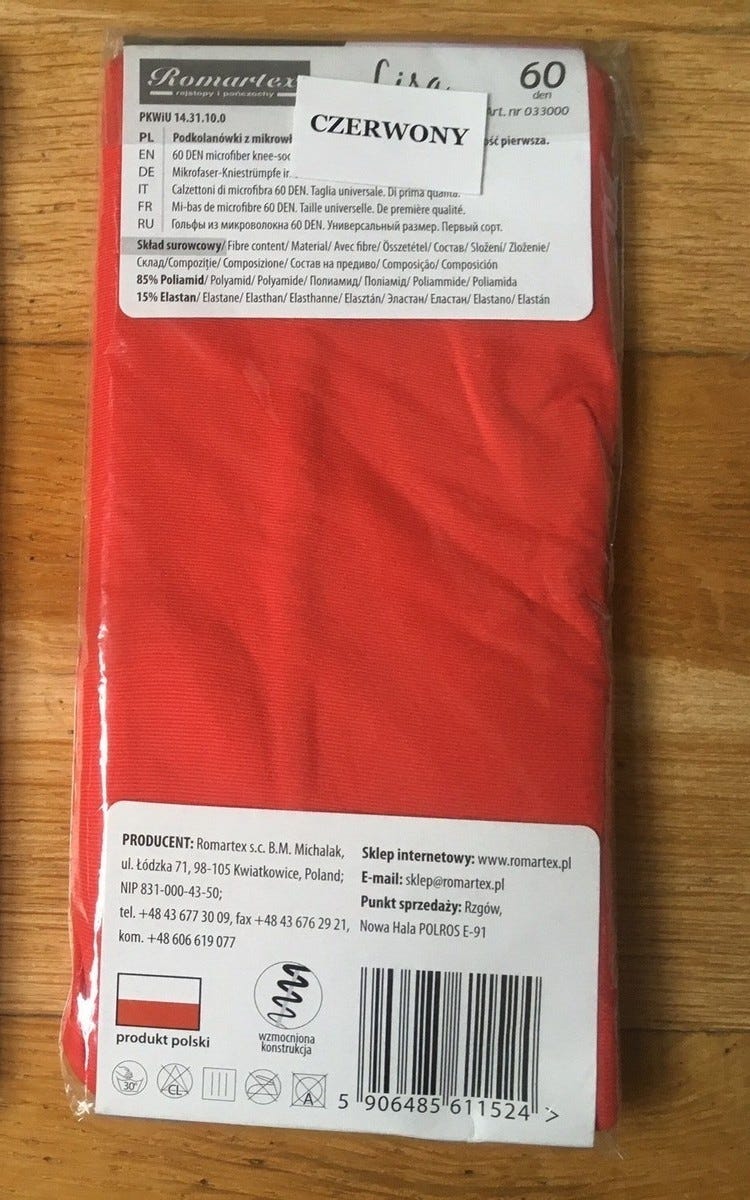 Romartex
rajstopy i pończochy
Lisa
60
den
Art. nr 033000
CZERWONY
PKWiU 14.31.10.0
PL Podkolanówki z mikrowł pierwsza.
EN 60 DEN microfiber
DE Mikrofaser-Kniestrümpfe
IT Calzettoni di microfibra 60 DEN. Taglia universale. Di prima qualità.
FR Mi-bas de microfibre 60 DEN. Taille universelle. De première qualité.
RU Гольфы из микроволокна 60 DEN. Универсальный размер. Первый сорт.
Skład surowcowy/ Fibre content/ Material/ Avec fibre/ Összetétel/ Состав/ Složení/ Zloženie/
Склад/Compoziţie/ Composizione/ Состав на предиво/ Composição/ Composición
85% Poliamid/ Polyamid/ Polyamide/ Полиамид/ Поліамід/ Poliammide/ Poliamida
15% Elastan/ Elastane/ Elasthan/ Elasthanne/ Elasztán/ Эластан/ Еластан/ Elastano/ Elastán
PRODUCENT: Romartex s.c. B.M. Michalak,
ul. Łódzka 71, 98-105 Kwiatkowice, Poland;
NIP 831-000-43-50;
tel. +48 43 677 30 09, fax +48 43 676 29 21,
kom. +48 606 619 077
Sklep internetowy: www.romartex.pl
E-mail: sklep@romartex.pl
Punkt sprzedaży: Rzgów,
Nowa Hala POLROS E-91
produkt polski
wzmocniona
konstrukcja
30°
CL
A
5 906485 611524 >